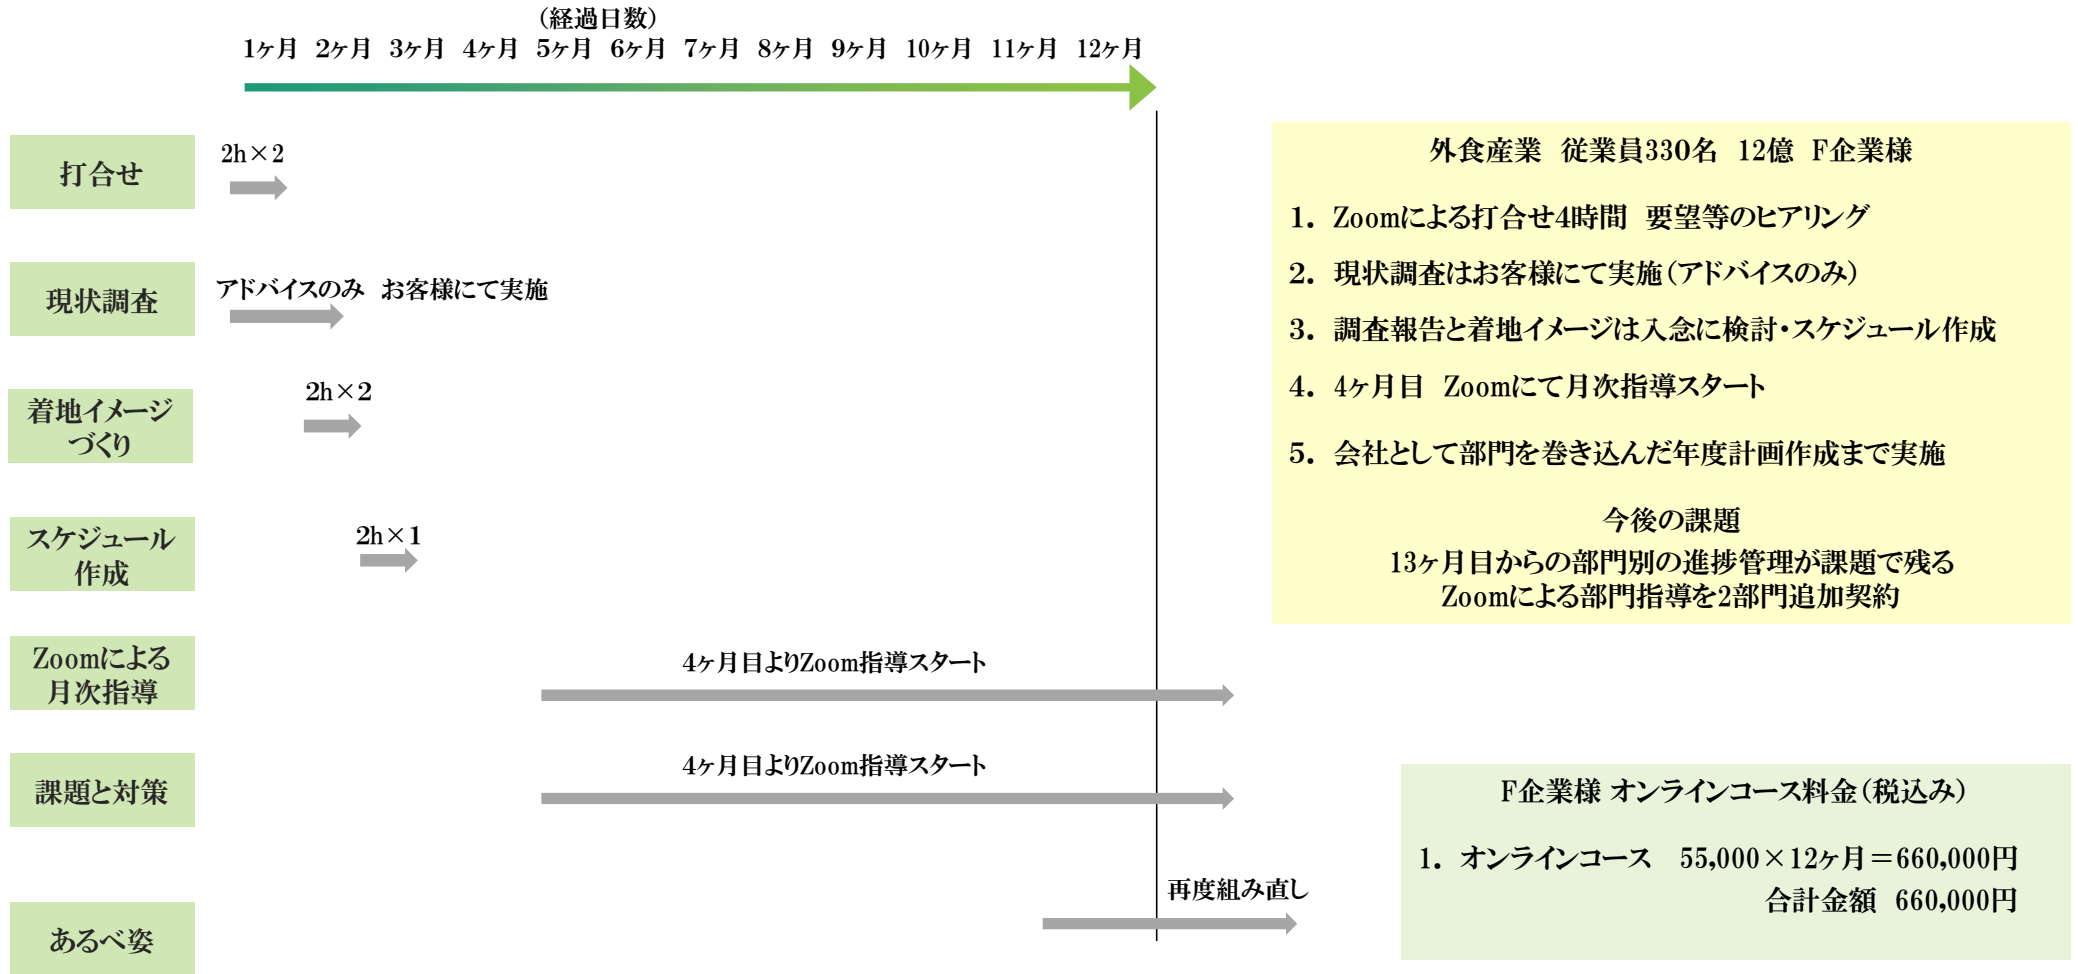 （経過日数）
1ヶ月 2ヶ月 3ヶ月 4ヶ月 5ヶ月 6ヶ月 7ヶ月 8ヶ月 9ヶ月 10ヶ月 11ヶ月 12ヶ月
打合せ
2h×2
現状調査
アドバイスのみ お客様にて実施
着地イメージ
づくり
2h×2
スケジュール
作成
2h×1
Zoomによる
月次指導
4ヶ月目よりZoom指導スタート
課題と対策
4ヶ月目よりZoom指導スタート
あるべ姿
再度組み直し
外食産業 従業員330名 12億 F企業様
1. Zoomによる打合せ4時間 要望等のヒアリング
2. 現状調査はお客様にて実施（アドバイスのみ）
3. 調査報告と着地イメージは入念に検討・スケジュール作成
4. 4ヶ月目 Zoomにて月次指導スタート
5. 会社として部門を巻き込んだ年度計画作成まで実施
今後の課題
13ヶ月目からの部門別の進捗管理が課題で残る
Zoomによる部門指導を2部門追加契約
F企業様 オンラインコース料金（税込み）
1. オンラインコース 55,000×12ヶ月＝660,000円
合計金額 660,000円